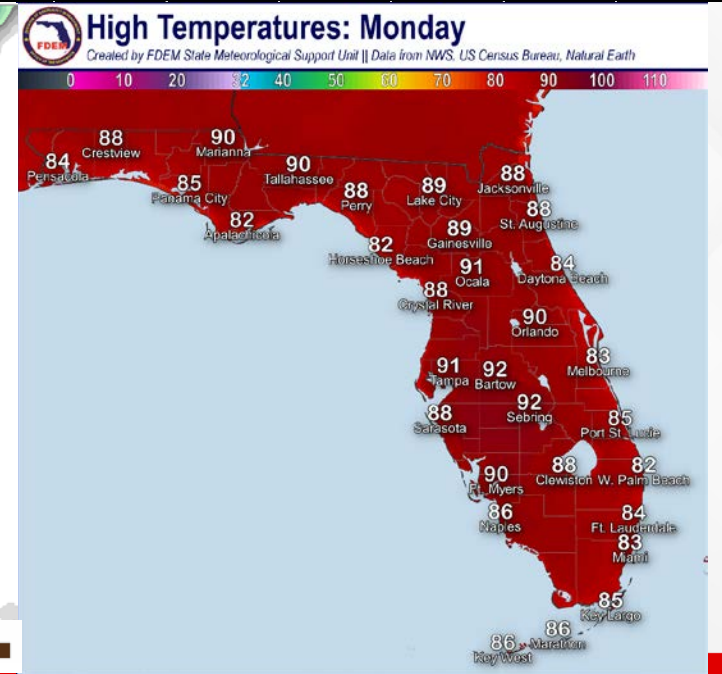 FDEM
High Temperatures: Monday
Created by FDEM State Meteorological Support Unit || Data from NWS, US Census Bureau, Natural Earth
0 10 20 32 40 50 60 70 80 90 100 110
88
Crestview
90
Marianna
84
Pensacola
90
Tallahassee
85
Panama City
88
Perry
89
Lake City
88
Jacksonville
82
Apalachicola
88
St. Augustine
89
Gainesville
82
Horseshoe Beach
91
Ocala
84
Daytona Beach
88
Crystal River
90
Orlando
83
Melbourne
91
Tampa
92
Bartow
92
Sebring
88
Sarasota
85
Port St. Lucie
90
Ft. Myers
88
Clewiston
82
W. Palm Beach
86
Naples
84
Ft. Lauderdale
83
Miami
85
Key Largo
86
Marathon
86
Key West